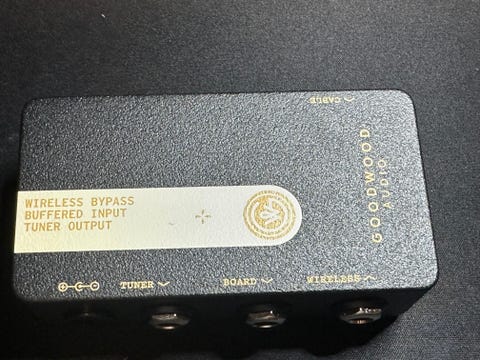 CABLE
GOODWOOD
AUDIO
WIRELESS BYPASS
BUFFERED INPUT
TUNER OUTPUT
TUNER
BOARD
WIRELESS